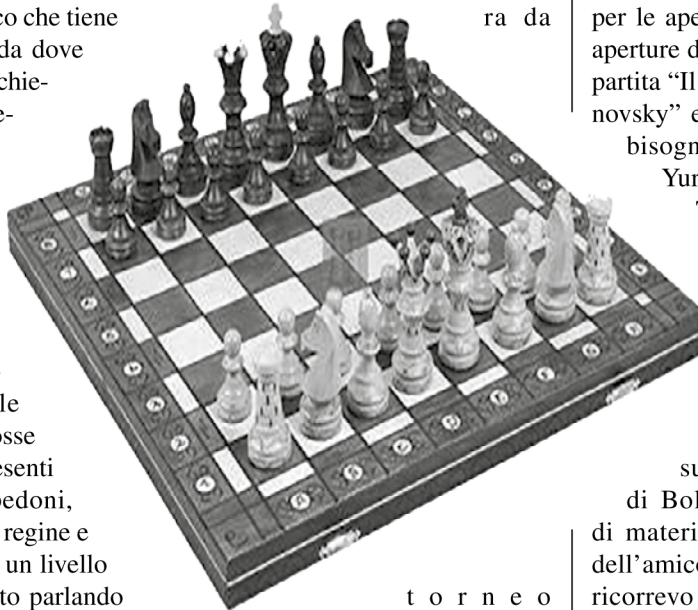 co che tiene
da dove
chie-
e-
le
osse
esenti
pedoni,
regine e
un livello
to parlando
ra da
torneo
per le ape
aperture d
partita “Il
novsky” e
bisogn
Yur
su
di Bol
di materi
dell’amico
ricorrevo